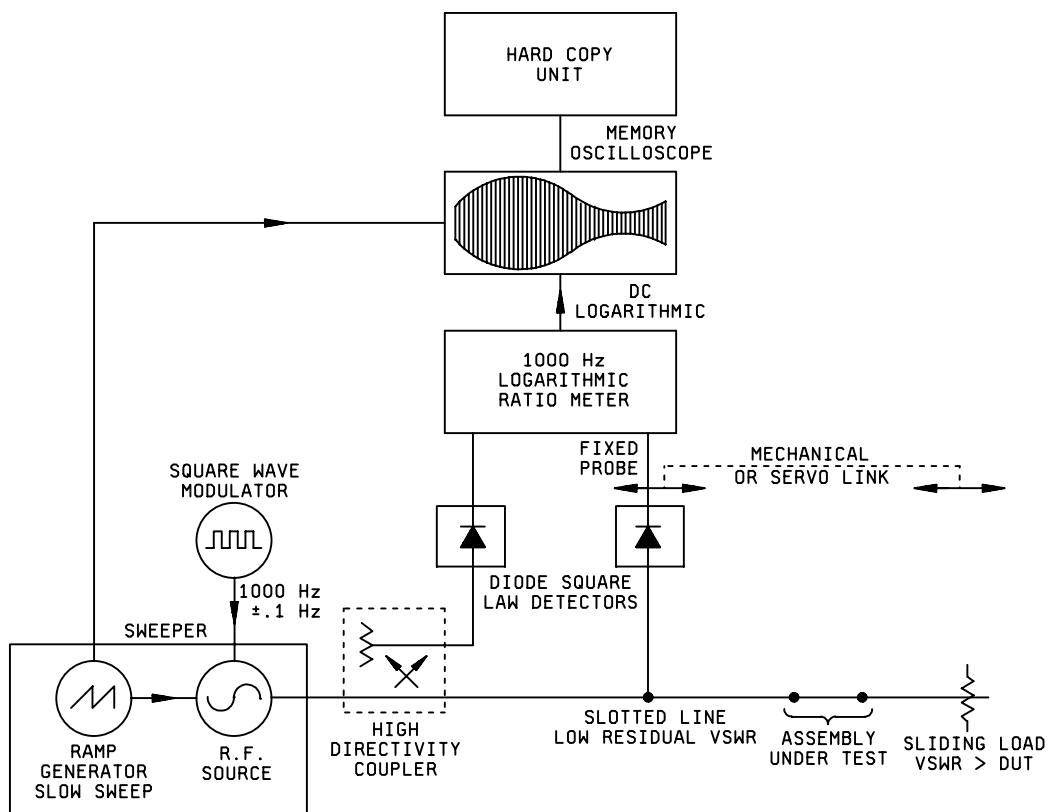 HARD COPY
UNIT
MEMORY
OSCILLOSCOPE
DC
LOGARITHMIC
1000 Hz
LOGARITHMIC
RATIO METER
FIXED
PROBE
MECHANICAL
OR SERVO LINK
SQUARE WAVE
MODULATOR
1000 Hz
±.1 Hz
DIODE SQUARE
LAW DETECTORS
SWEEPER
RAMP
GENERATOR
SLOW SWEEP
R.F.
SOURCE
HIGH
DIRECTIVITY
COUPLER
SLOTTED LINE
LOW RESIDUAL VSWR
ASSEMBLY
UNDER TEST
SLIDING LOAD
VSWR > DUT